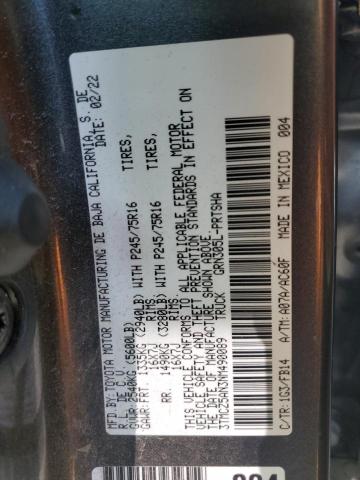 MFD. BY: TOYOTA MOTOR MANUFACTURING DE BAJA CALIFORNIA, S. DE
R. L. DE C. V. DATE: 02/22
GVWR: 2540KG (5600LB)
GAWR: FRT. 1333KG (2940LB) WITH P245/75R16 TIRES,
16X7J RIMS,
RR. 1490KG (3280LB) WITH P245/75R16 TIRES,
16X7J RIMS.
THIS VEHICLE CONFORMS TO ALL APPLICABLE FEDERAL MOTOR
VEHICLE SAFETY AND THEFT PREVENTION STANDARDS IN EFFECT ON
THE DATE OF MANUFACTURE SHOWN ABOVE.
3TMCZ5AN3NM490089 TRUCK GRN305L-PRTSHA
C/TR: 1G3/FB14 A/TM: A07A/AC60F MADE IN MEXICO 004